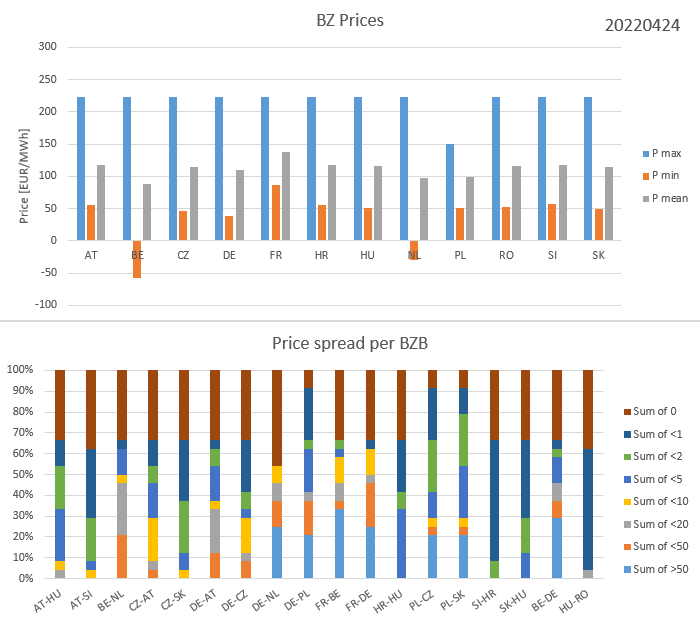 BZ Prices
20220424
Price [EUR/MWh]
300
250
200
150
100
50
0
-50
-100
AT BE CZ DE FR HR HU NL PL RO SI SK
P max
P min
P mean
Price spread per BZB
100%
90%
80%
70%
60%
50%
40%
30%
20%
10%
0%
AT-HU AT-SI BE-NL CZ-AT CZ-SK DE-AT DE-CZ DE-NL DE-PL FR-BE FR-DE HR-HU PL-CZ PL-SK SI-HR SK-HU BE-DE HU-RO
Sum of 0
Sum of <1
Sum of <2
Sum of <5
Sum of <10
Sum of <20
Sum of <50
Sum of >50